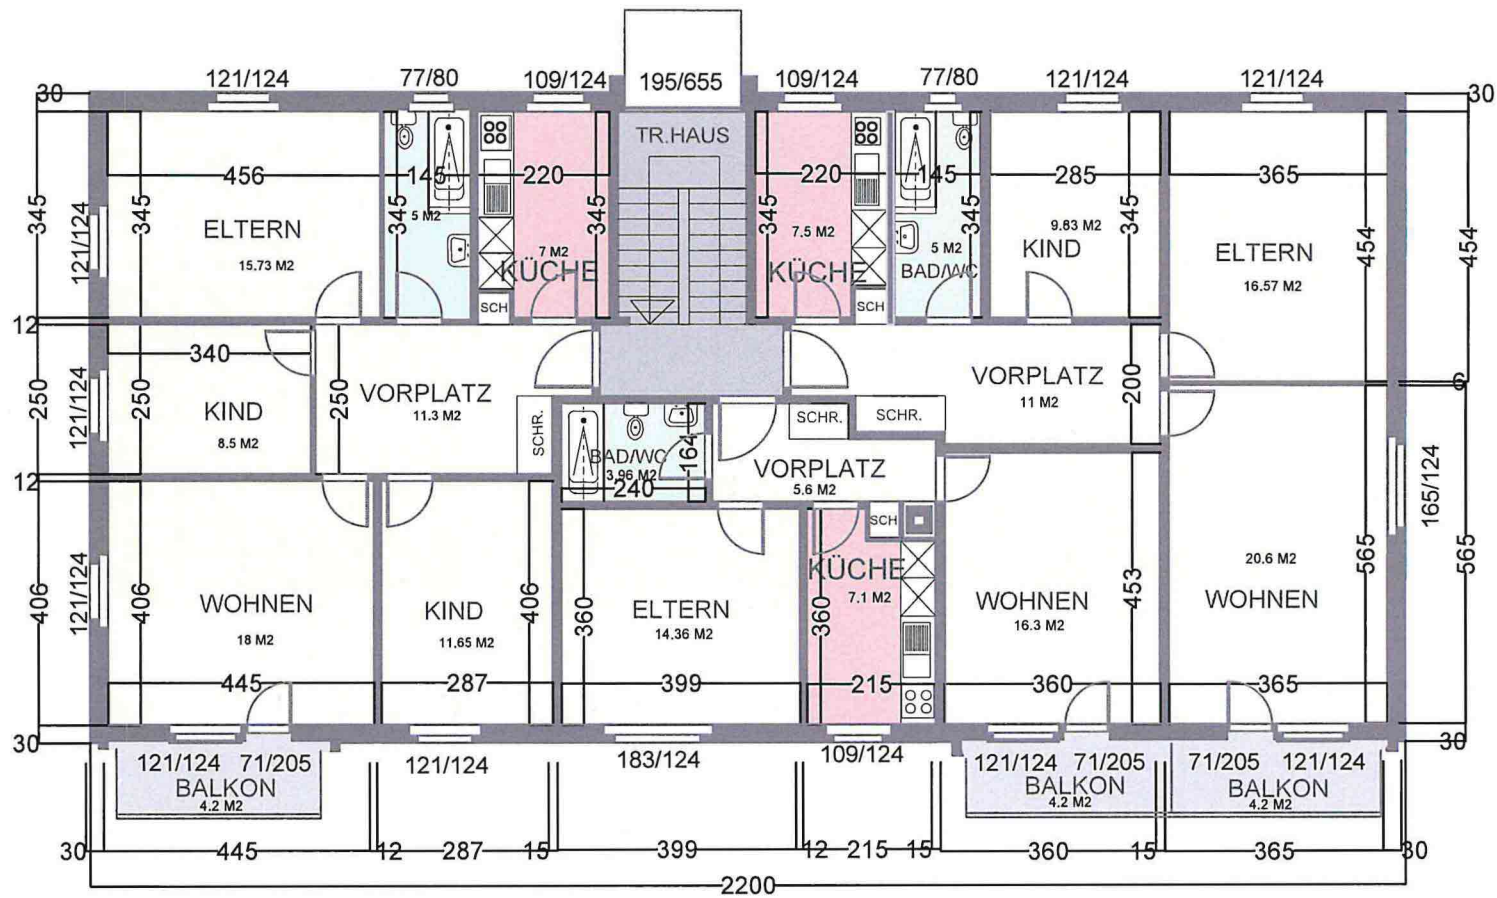 121/124
77/80
109/124
195/655
109/124
77/80
121/124
121/124
30
30
TR.HAUS
456
145
220
220
145
285
365
345
121/124
345
ELTERN
15.73 M2
345
5 M2
7 M2
KÜCHE
345
SCH
345
7.5 M2
KÜCHE
SCH
345
5 M2
BAD/WC
9.83 M2
KIND
345
ELTERN
16.57 M2
454
454
12
340
250
121/124
250
KIND
8.5 M2
250
VORPLATZ
11.3 M2
SCHR.
VORPLATZ
11 M2
200
6
SCHR.
SCHR.
BAD/WC
3.96 M2
164
240
VORPLATZ
5.6 M2
12
165/124
406
121/124
406
WOHNEN
18 M2
KIND
11.65 M2
406
360
ELTERN
14.36 M2
SCH
KÜCHE
7.1 M2
360
WOHNEN
16.3 M2
453
20.6 M2
WOHNEN
565
565
445
287
399
215
360
365
30
30
121/124
71/205
BALKON
4.2 M2
121/124
183/124
109/124
121/124
71/205
BALKON
4.2 M2
71/205
121/124
BALKON
4.2 M2
30
445
12
287
15
399
12
215
15
360
15
365
30
2200